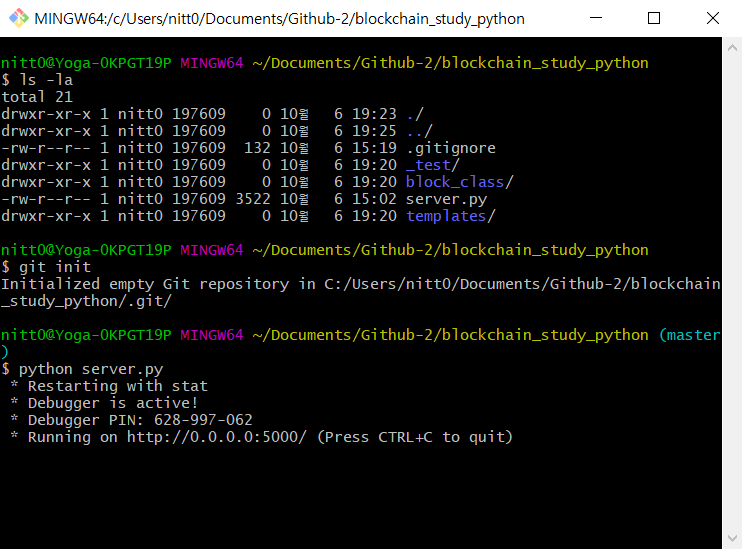 MINGW64:/c/Users/nitt0/Documents/Github-2/blockchain_study_python
nitt0@Yoga-OKPGT19P MINGW64 ~/Documents/Github-2/blockchain_study_python
$ ls -la
total 21
drwxr-xr-x 1 nitt0 197609    0 10월   6 19:23 ./
drwxr-xr-x 1 nitt0 197609    0 10월   6 19:25 ../
-rw-r--r-- 1 nitt0 197609  132 10월   6 15:19 .gitignore
drwxr-xr-x 1 nitt0 197609    0 10월   6 19:20 _test/
drwxr-xr-x 1 nitt0 197609    0 10월   6 19:20 block_class/
-rw-r--r-- 1 nitt0 197609 3522 10월   6 15:02 server.py
drwxr-xr-x 1 nitt0 197609    0 10월   6 19:20 templates/
nitt0@Yoga-OKPGT19P MINGW64 ~/Documents/Github-2/blockchain_study_python
$ git init
Initialized empty Git repository in C:/Users/nitt0/Documents/Github-2/blockchain
_study_python/.git/
nitt0@Yoga-OKPGT19P MINGW64 ~/Documents/Github-2/blockchain_study_python (master
)
$ python server.py
 * Restarting with stat
 * Debugger is active!
 * Debugger PIN: 628-997-062
 * Running on http://0.0.0.0:5000/ (Press CTRL+C to quit)